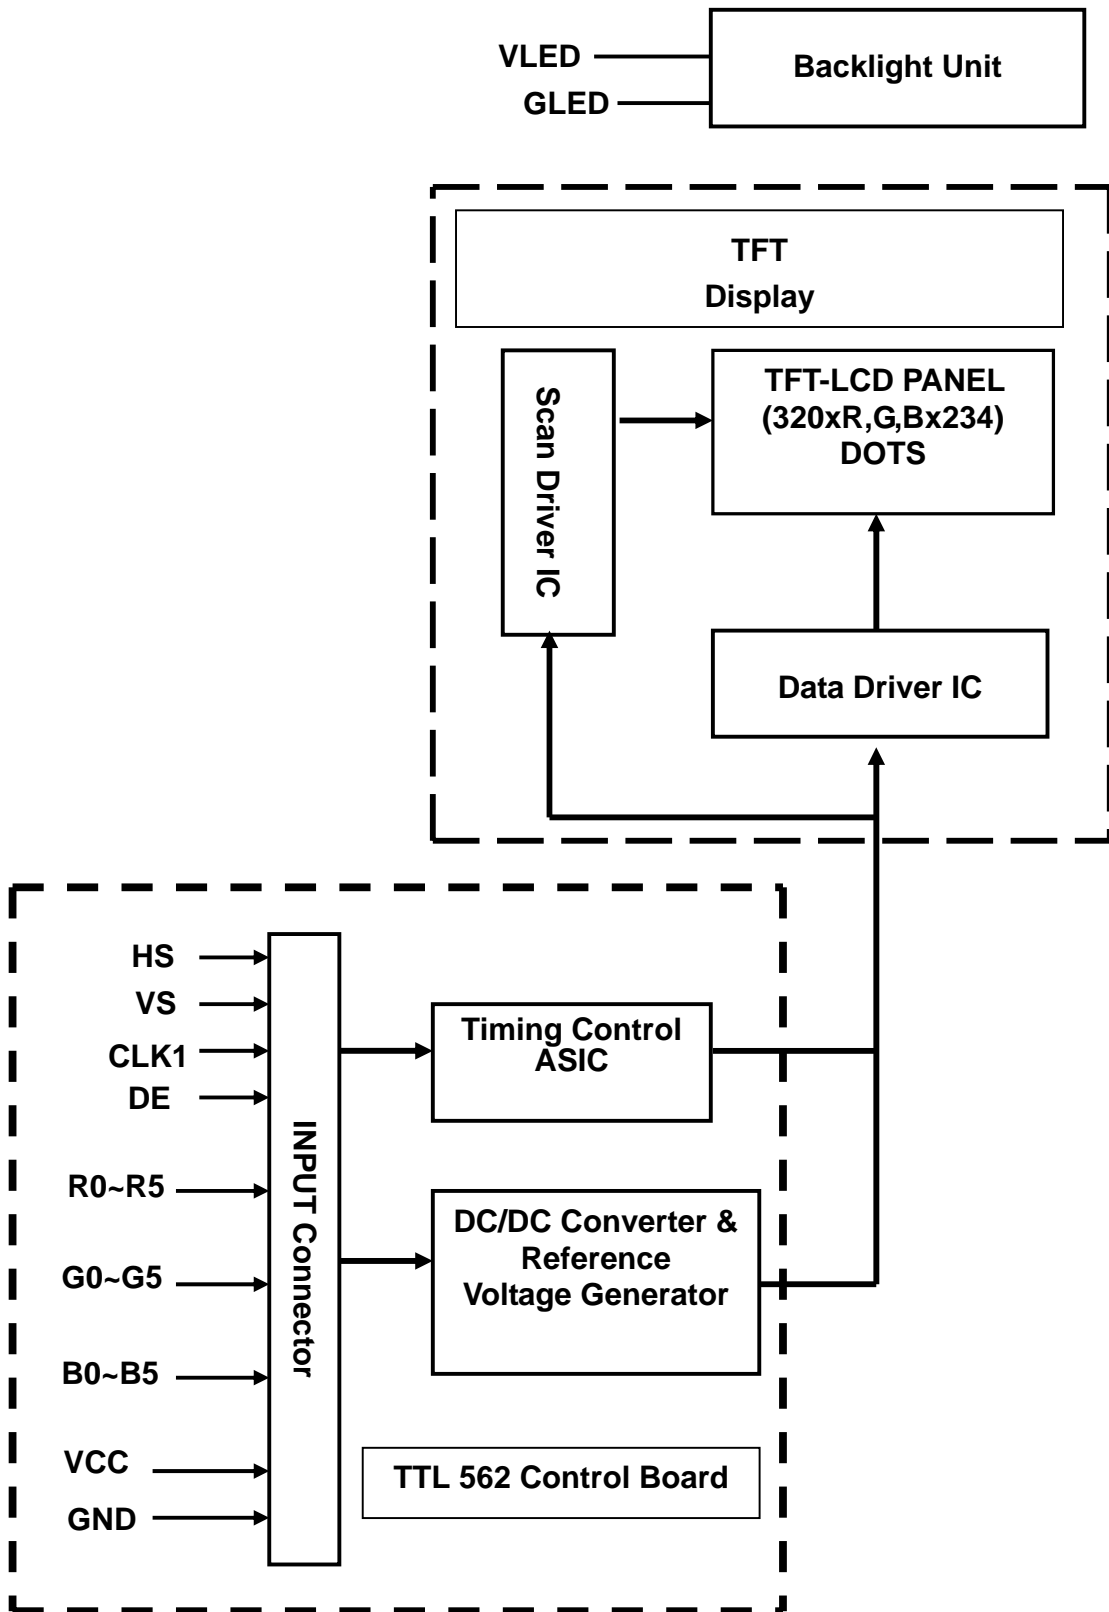 VLED
GLED
Backlight Unit
TFT
Display
Scan Driver IC
TFT-LCD PANEL
(320xR,G,Bx234)
DOTS
Data Driver IC
HS
VS
CLK1
DE
R0~R5
G0~G5
B0~B5
VCC
GND
INPUT Connector
Timing Control
ASIC
DC/DC Converter &
Reference
Voltage Generator
TTL 562 Control Board